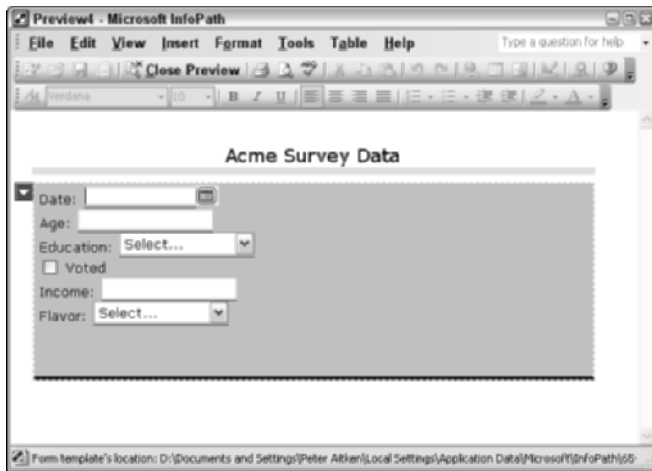 Preview4 - Microsoft InfoPath
File Edit View Insert Format Tools Table Help Type a question for help
Close Preview
Verdana 10 B I U A
Acme Survey Data
Date:
Age:
Education: Select...
Voted
Income:
Flavor: Select...
Form template's location: D:\Documents and Settings\Peter Aitken\Local Settings\Application Data\Microsoft\InfoPath\65